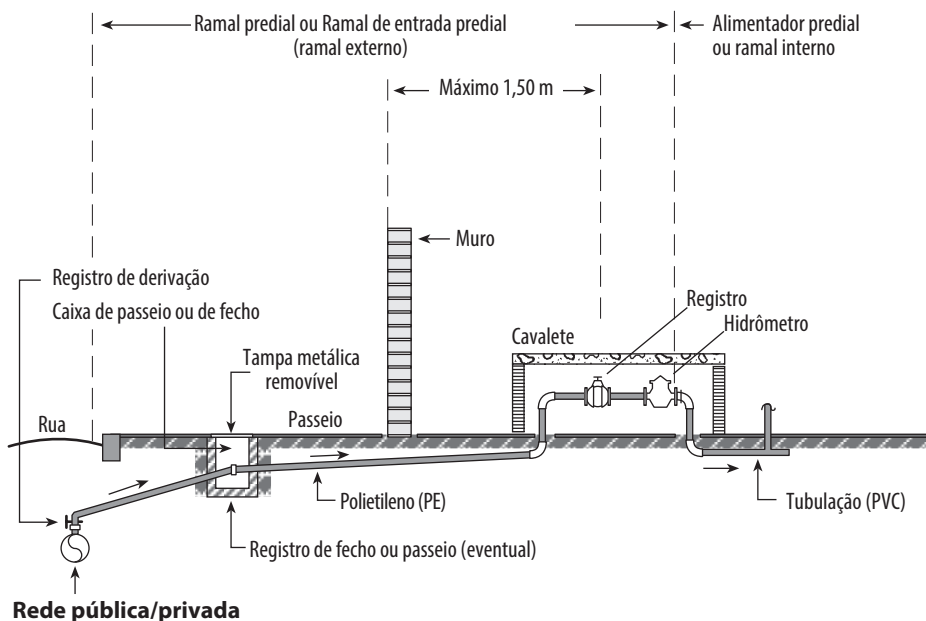 Ramal predial ou Ramal de entrada predial
(ramal externo)
Alimentador predial
ou ramal interno
Máximo 1,50 m
Muro
Registro de derivação
Caixa de passeio ou de fecho
Tampa metálica
removível
Registro
Hidrômetro
Cavalete
Rua
Passeio
Polietileno (PE)
Tubulação (PVC)
Registro de fecho ou passeio (eventual)
Rede pública/privada